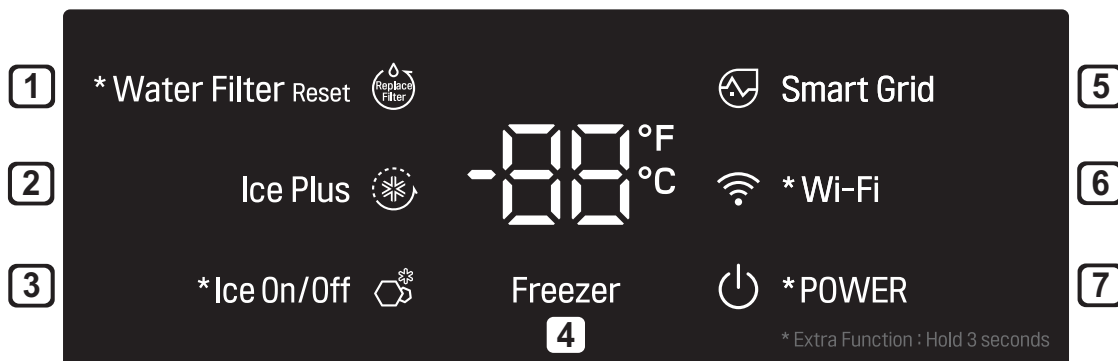 1
* Water Filter Reset
Replace
Filter
2
Ice Plus
3
*Ice On/Off
-88 °F
°C
Freezer
4
5
Smart Grid
6
* Wi-Fi
7
*POWER
* Extra Function : Hold 3 seconds